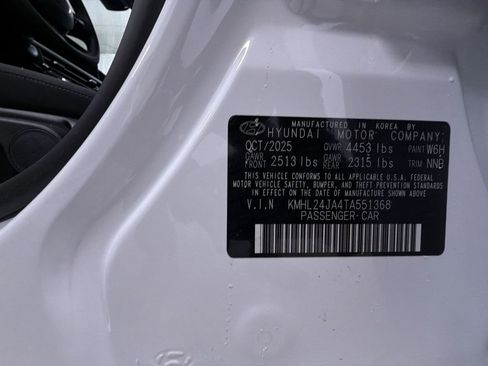 MANUFACTURED IN KOREA BY
HYUNDAI MOTOR COMPANY
OCT/2025 GVWR 4453 lbs PAINT W6H
GAWR FRONT 2513 lbs GAWR REAR 2315 lbs TRIM NNB
THIS VEHICLE CONFORMS TO ALL APPLICABLE U.S.A. FEDERAL
MOTOR VEHICLE SAFETY, BUMPER, AND THEFT PREVENTION STANDARDS
IN EFFECT ON THE DATE OF MANUFACTURE SHOWN ABOVE.
V.I.N KMHL24JA4TA551368
PASSENGER-CAR